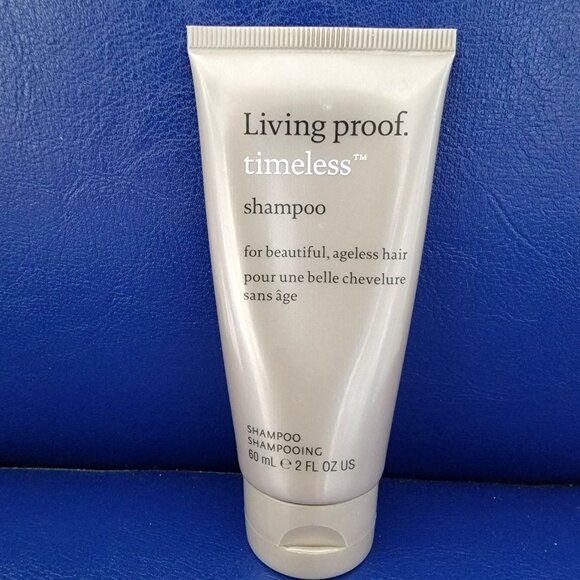 Living proof.
timeless™
shampoo
for beautiful, ageless hair
pour une belle chevelure
sans âge
SHAMPOO
SHAMPOOING
60 mL ℮ 2 FL OZ US